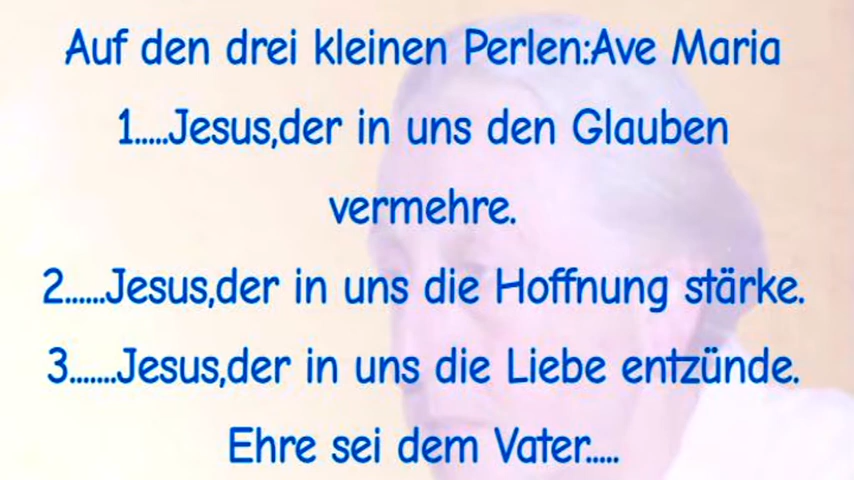 Auf den drei kleinen Perlen:Ave Maria
1.....Jesus,der in uns den Glauben
vermehre.
2......Jesus,der in uns die Hoffnung stärke.
3.......Jesus,der in uns die Liebe entzünde.
Ehre sei dem Vater.....